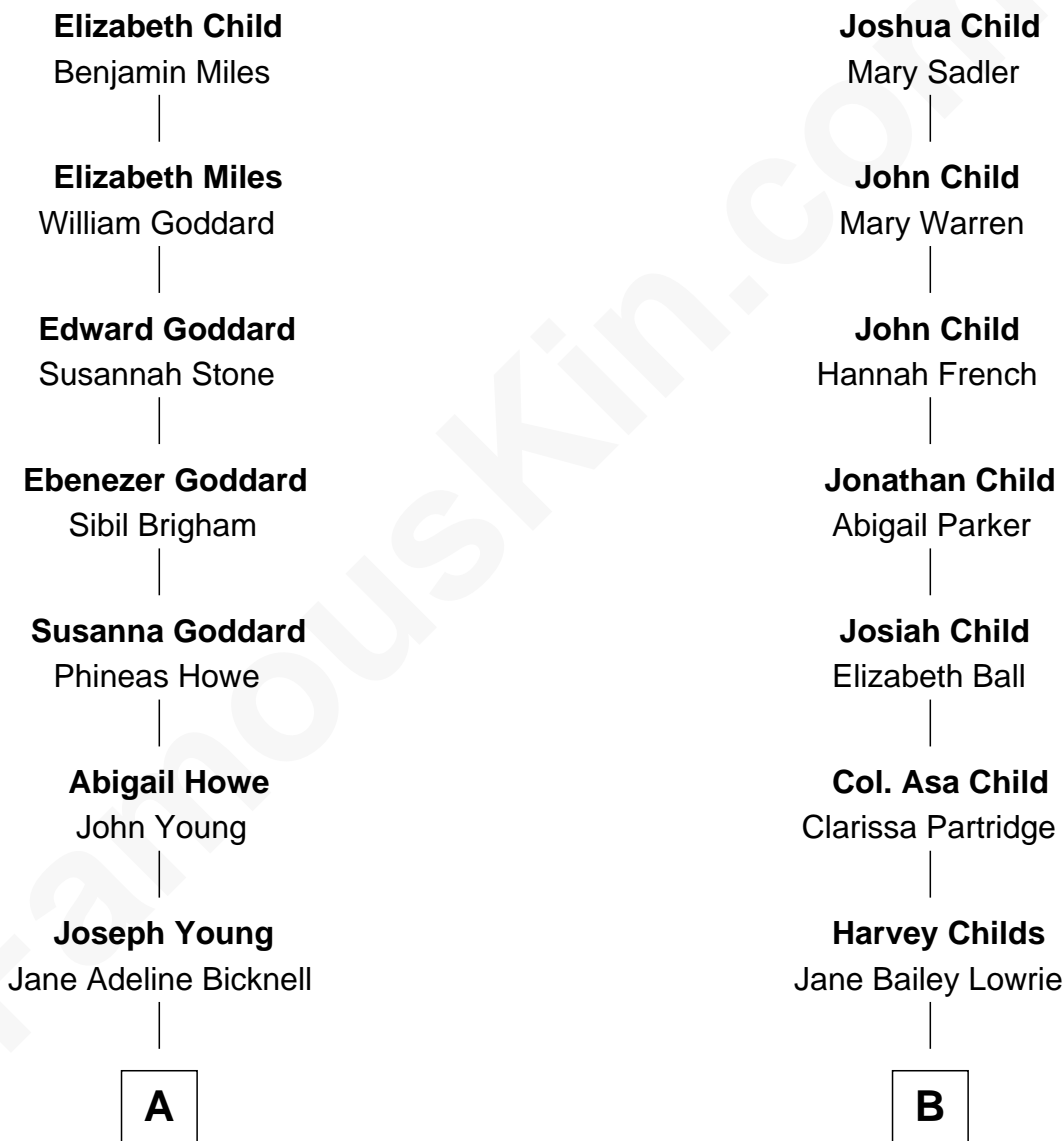 Elizabeth Child
Benjamin Miles
Elizabeth Miles
William Goddard
Edward Goddard
Susannah Stone
Ebenezer Goddard
Sibil Brigham
Susanna Goddard
Phineas Howe
Abigail Howe
John Young
Joseph Young
Jane Adeline Bicknell
A
Joshua Child
Mary Sadler
John Child
Mary Warren
John Child
Hannah French
Jonathan Child
Abigail Parker
Josiah Child
Elizabeth Ball
Col. Asa Child
Clarissa Partridge
Harvey Childs
Jane Bailey Lowrie
B
FamousKin.com